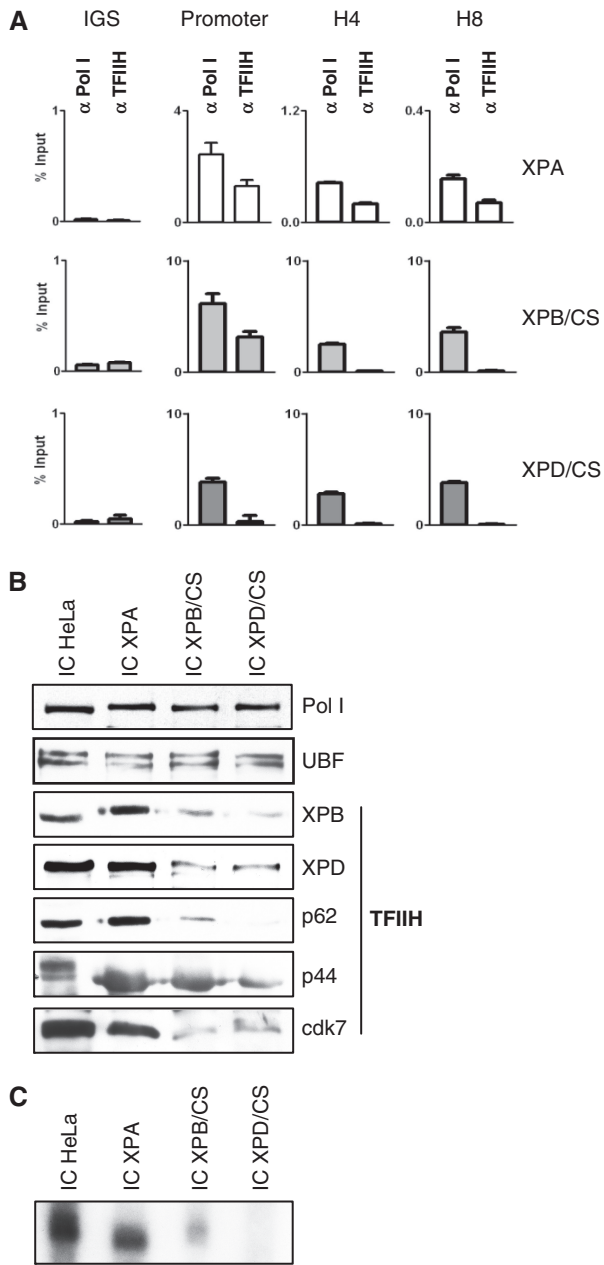 A
IGS Promoter H4 H8
α Pol I α TFIIH α Pol I α TFIIH α Pol I α TFIIH α Pol I α TFIIH
1 4 1.2 0.4
% Input
XPA
0 0 0.0 0.0
1 10 10 10
% Input
XPB/CS
0 0 0 0
1 10 10 10
% Input
XPD/CS
0 0 0 0
B
IC HeLa IC XPA IC XPB/CS IC XPD/CS
Pol I
UBF
XPB
XPD
p62
TFIIH
p44
cdk7
C
IC HeLa IC XPA IC XPB/CS IC XPD/CS